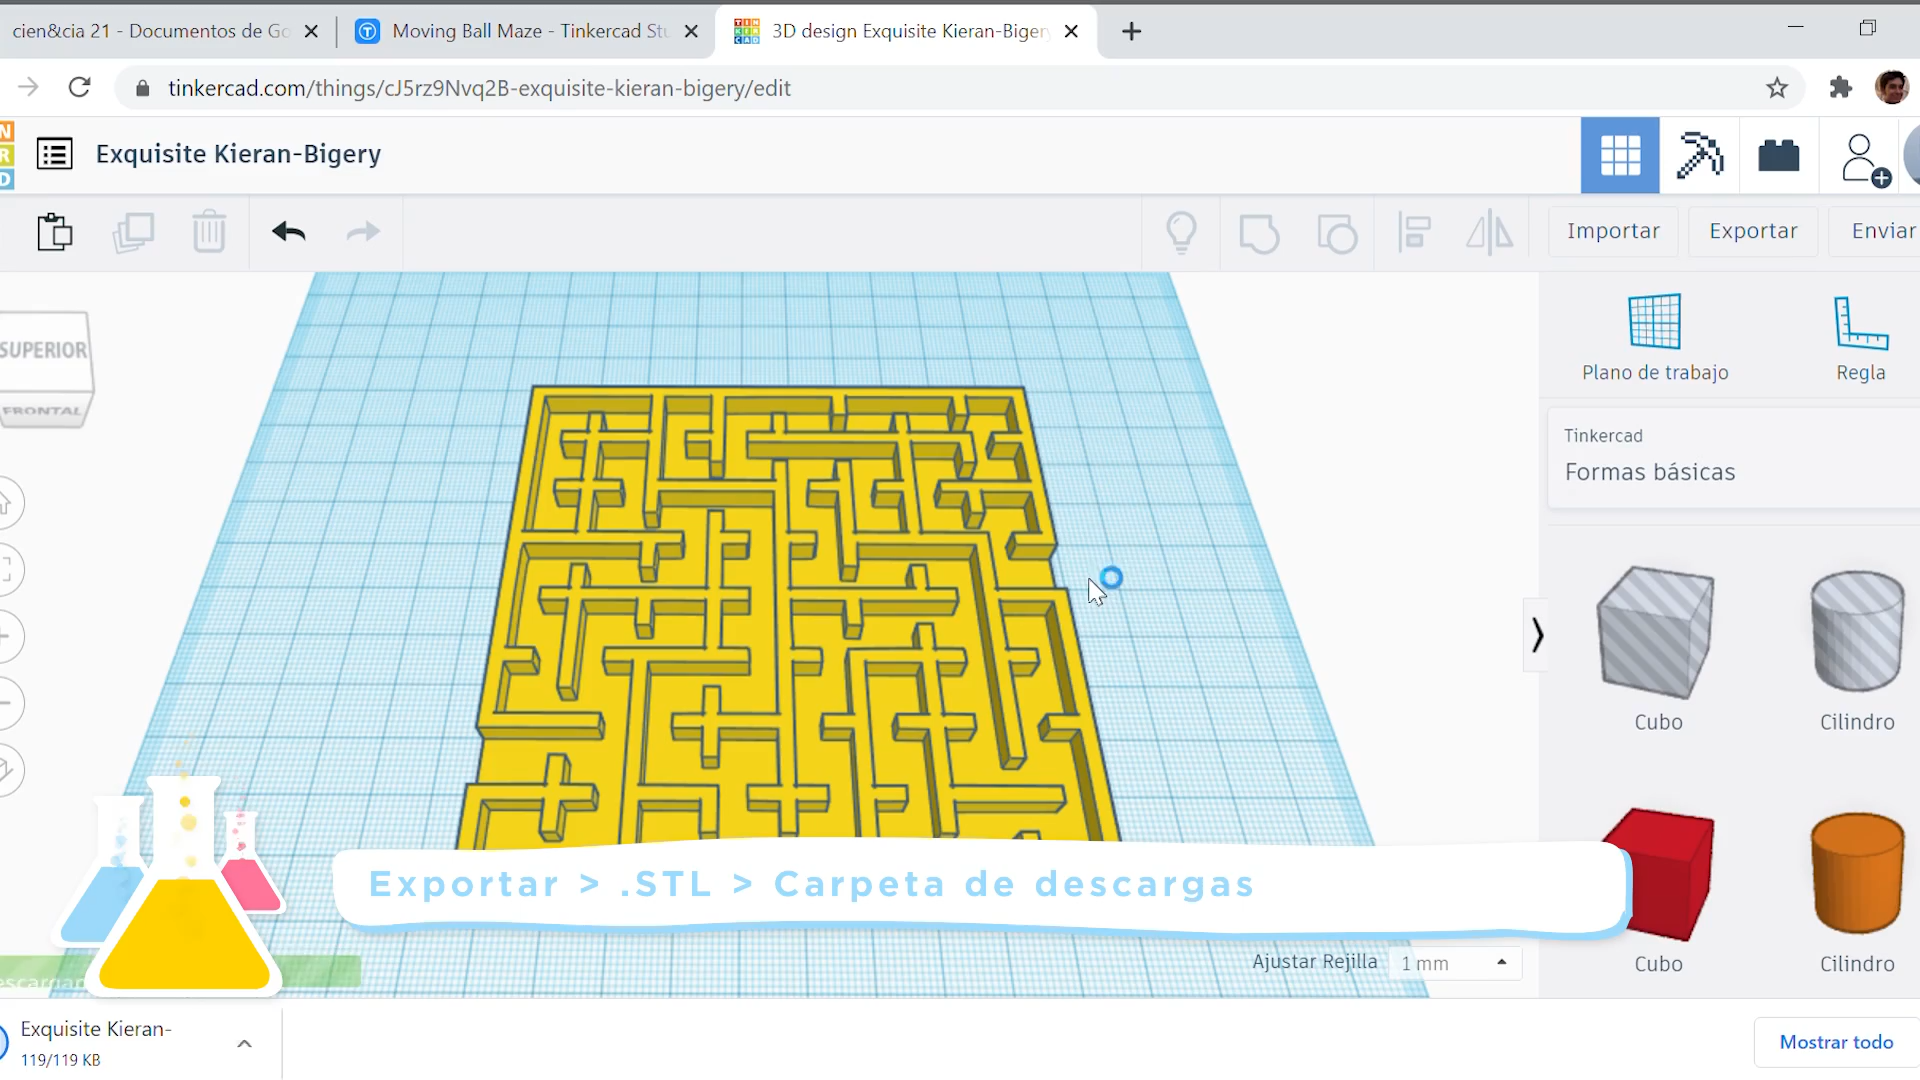 cien&cia 21 - Documentos de Go
Moving Ball Maze - Tinkercad Stu
3D design Exquisite Kieran-Bigery
tinkercad.com/things/cJ5rz9Nvq2B-exquisite-kieran-bigery/edit
Exquisite Kieran-Bigery
Importar
Exportar
Enviar
SUPERIOR
FRONTAL
Plano de trabajo
Regla
Tinkercad
Formas básicas
Cubo
Cilindro
Exportar > .STL > Carpeta de descargas
Cubo
Cilindro
Ajustar Rejilla
1 mm
Exquisite Kieran-
119/119 KB
Mostrar todo